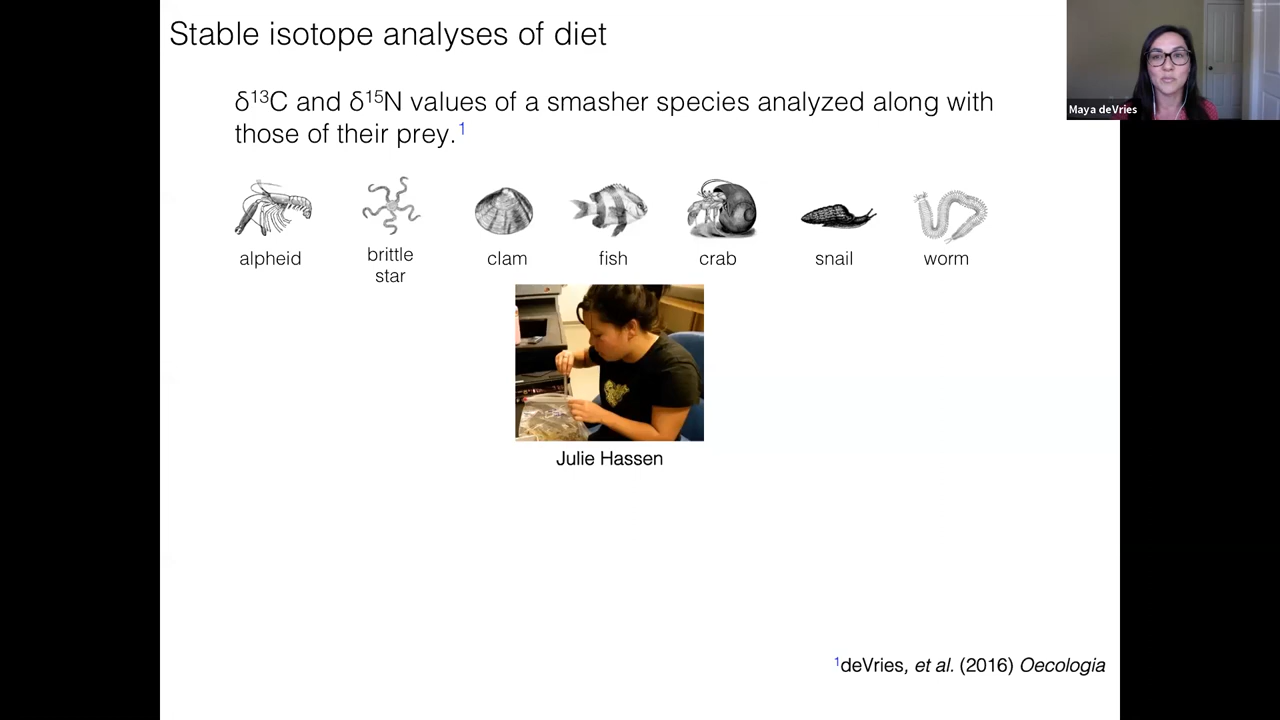 Stable isotope analyses of diet
Maya deVries
δ¹³C and δ¹⁵N values of a smasher species analyzed along with
those of their prey.¹
alpheid
brittle
star
clam
fish
crab
snail
worm
Julie Hassen
¹deVries, et al. (2016) Oecologia